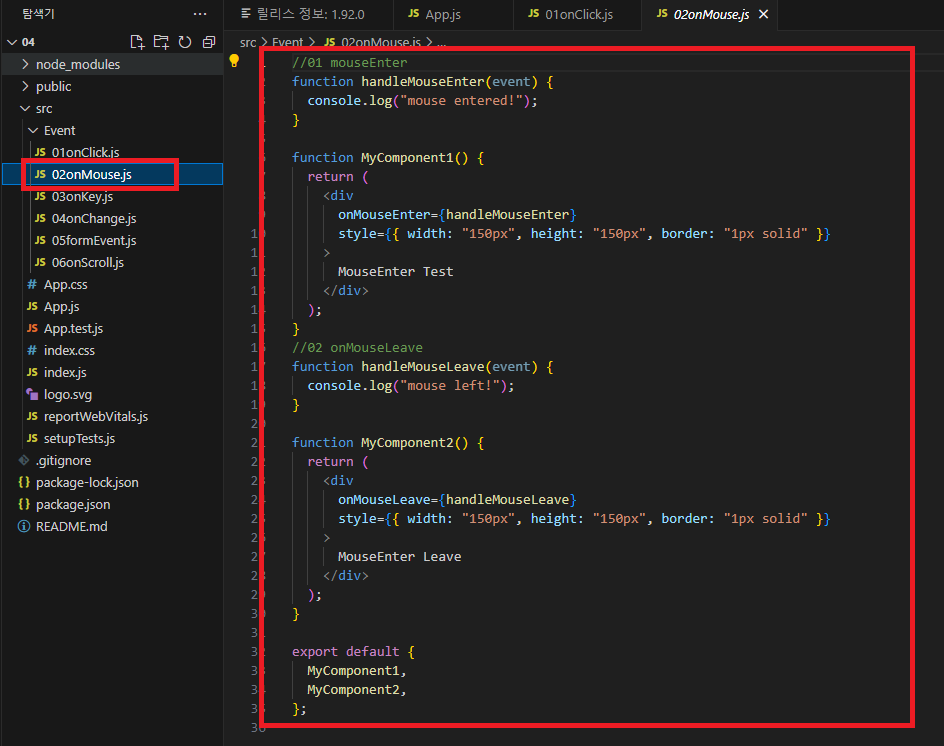 탐색기 ···
릴리스 정보: 1.92.0
JS App.js
JS 01onClick.js
JS 02onMouse.js ×
04
src > Event > JS 02onMouse.js > ...
node_modules
public
src
Event
JS 01onClick.js
JS 02onMouse.js
JS 03onKey.js
JS 04onChange.js
JS 05formEvent.js
JS 06onScroll.js
# App.css
JS App.js
JS App.test.js
# index.css
JS index.js
logo.svg
JS reportWebVitals.js
JS setupTests.js
.gitignore
{} package-lock.json
{} package.json
README.md
//01 mouseEnter
function handleMouseEnter(event) {
  console.log("mouse entered!");
}

function MyComponent1() {
  return (
    <div
      onMouseEnter={handleMouseEnter}
10      style={{ width: "150px", height: "150px", border: "1px solid" }}
    >
      MouseEnter Test
    </div>
  );
}
//02 onMouseLeave
function handleMouseLeave(event) {
  console.log("mouse left!");
}
20
function MyComponent2() {
  return (
    <div
      onMouseLeave={handleMouseLeave}
      style={{ width: "150px", height: "150px", border: "1px solid" }}
    >
      MouseEnter Leave
    </div>
  );
}

export default {
  MyComponent1,
  MyComponent2,
};